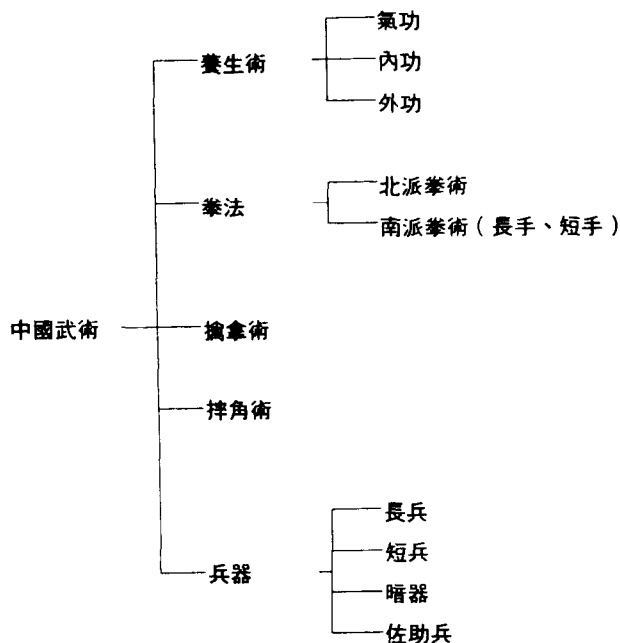 氣功
養生術
內功
外功
北派拳術
拳法
南派拳術（長手、短手）
中國武術
擒拿術
摔角術
長兵
短兵
兵器
暗器
佐助兵